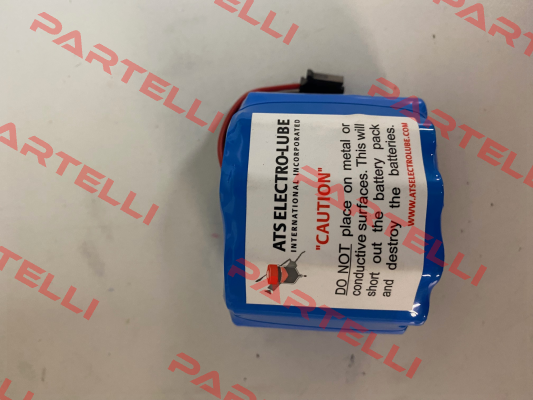 ATS ELECTRO-LUBE
INTERNATIONAL INCORPORATED
"CAUTION"
DO NOT place on metal or
conductive surfaces. This will
short out the battery pack
and destroy the batteries.
WWW.ATSELECTROLUBE.COM
PARTELLI
PARTELLI
PARTELLI
PARTELLI
PARTELLI
PARTELLI
PARTELLI